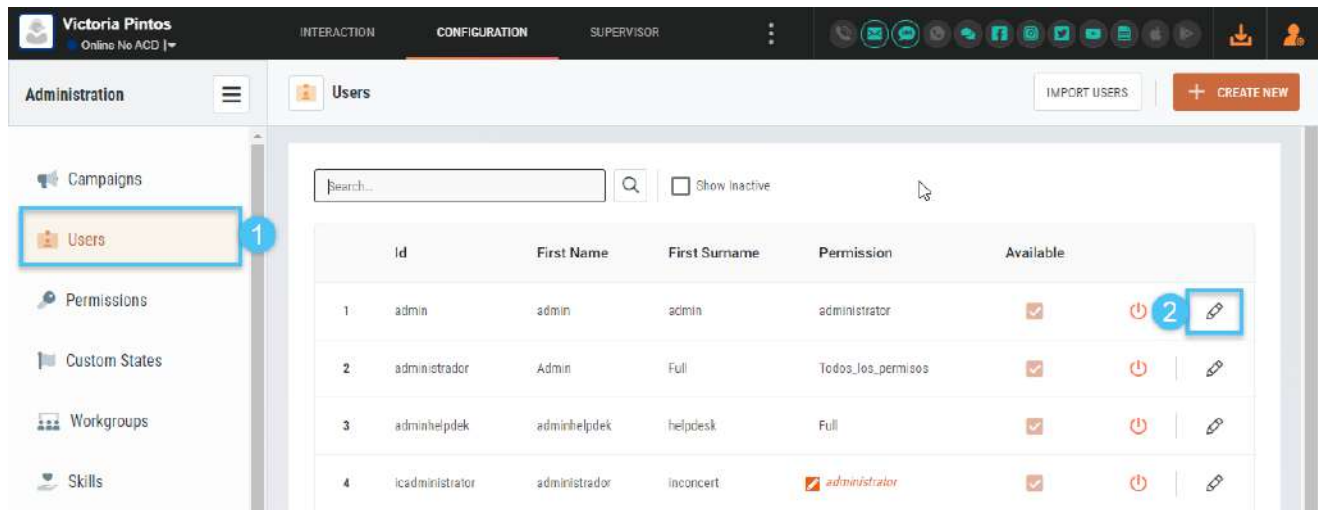 Victoria Pintos
Online No ACD
INTERACTION CONFIGURATION SUPERVISOR
Administration
Users
IMPORT USERS
+ CREATE NEW
Campaigns
Search...
Show Inactive
Users
1
Id First Name First Surname Permission Available
Permissions
1 admin admin admin administrator
2
Custom States
2 administrador Admin Full Todos_los_permisos
Workgroups
3 adminhelpdek adminhelpdek helpdesk Full
Skills
4 icadministrator administrador inconcert administrator